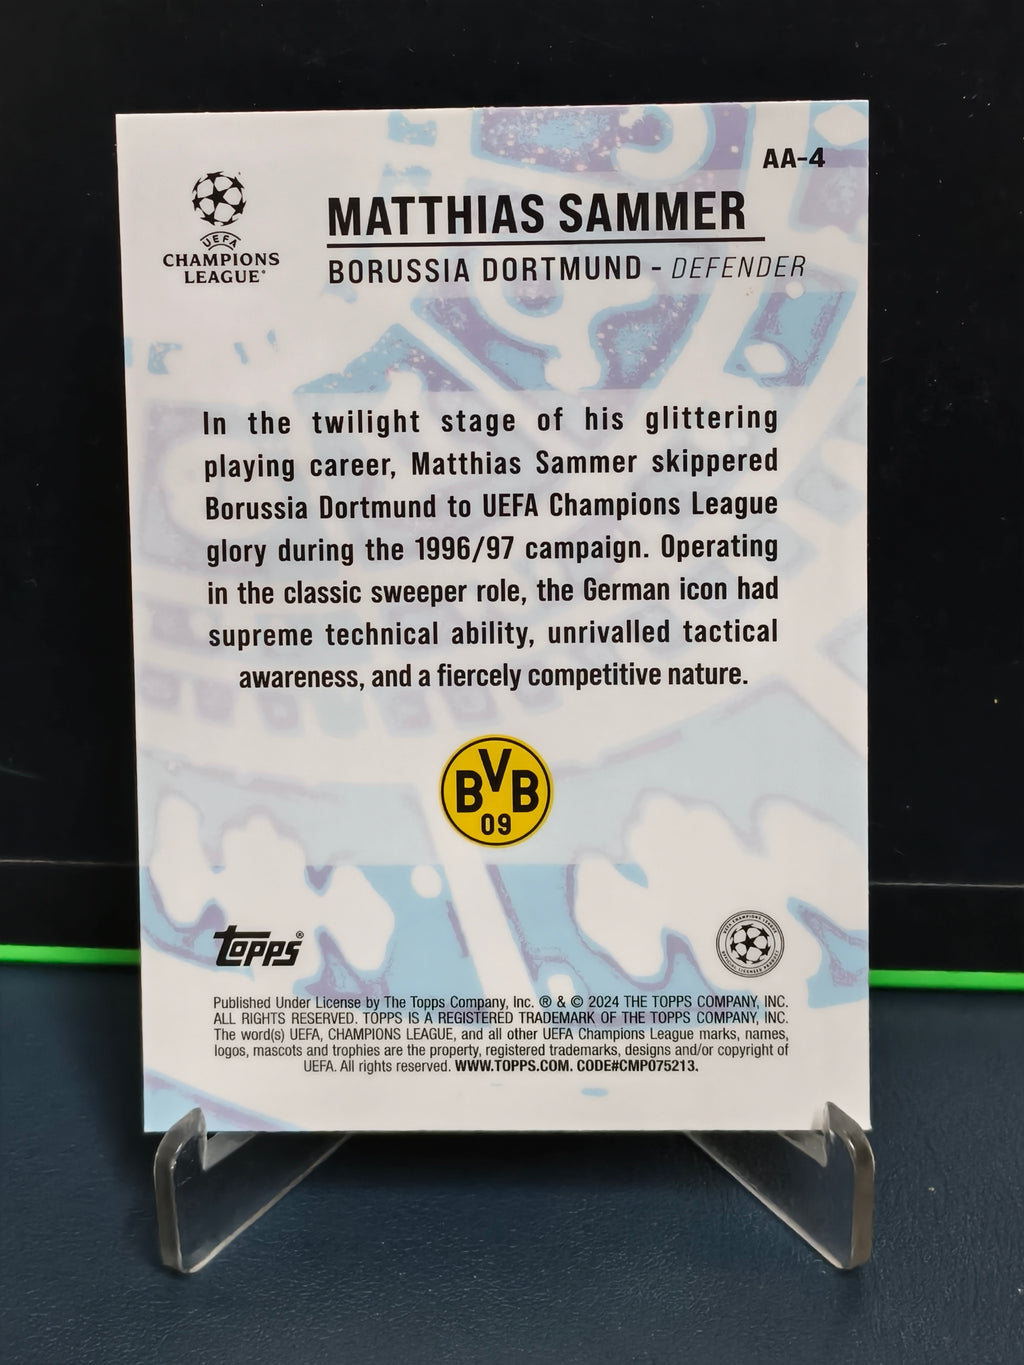 AA-4
MATTHIAS SAMMER
BORUSSIA DORTMUND - DEFENDER
UEFA
CHAMPIONS
LEAGUE®
In the twilight stage of his glittering
playing career, Matthias Sammer skippered
Borussia Dortmund to UEFA Champions League
glory during the 1996/97 campaign. Operating
in the classic sweeper role, the German icon had
supreme technical ability, unrivalled tactical
awareness, and a fiercely competitive nature.
BVB
09
TOPPS®
UEFA CHAMPIONS LEAGUE
OFFICIAL LICENSED PRODUCT
Published Under License by The Topps Company, Inc. ® & © 2024 THE TOPPS COMPANY, INC.
ALL RIGHTS RESERVED. TOPPS IS A REGISTERED TRADEMARK OF THE TOPPS COMPANY, INC.
The word(s) UEFA, CHAMPIONS LEAGUE, and all other UEFA Champions League marks, names,
logos, mascots and trophies are the property, registered trademarks, designs and/or copyright of
UEFA. All rights reserved. WWW.TOPPS.COM. CODE#CMP075213.